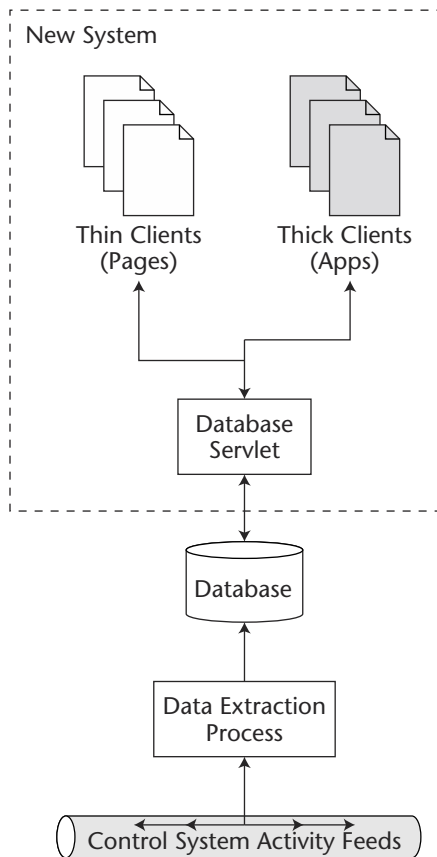 New System
Thin Clients
(Pages)
Thick Clients
(Apps)
Database
Servlet
Database
Data Extraction
Process
Control System Activity Feeds